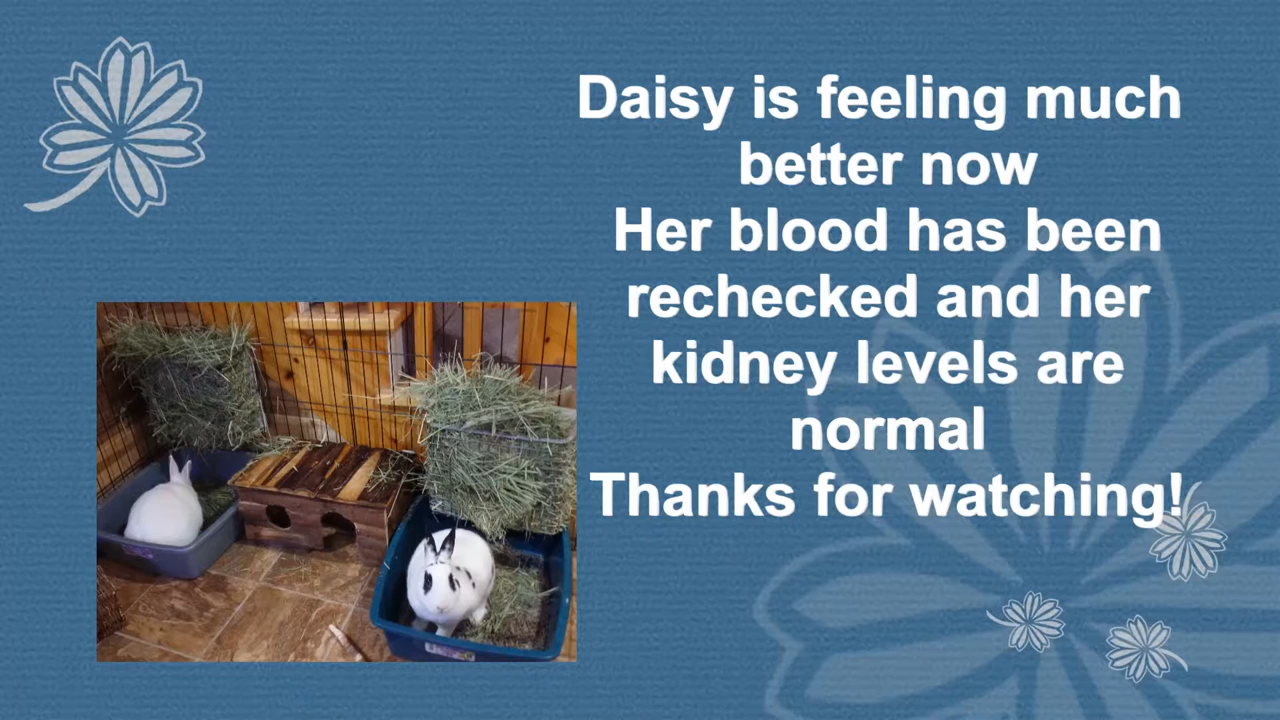 Daisy is feeling much
better now
Her blood has been
rechecked and her
kidney levels are
normal
Thanks for watching!